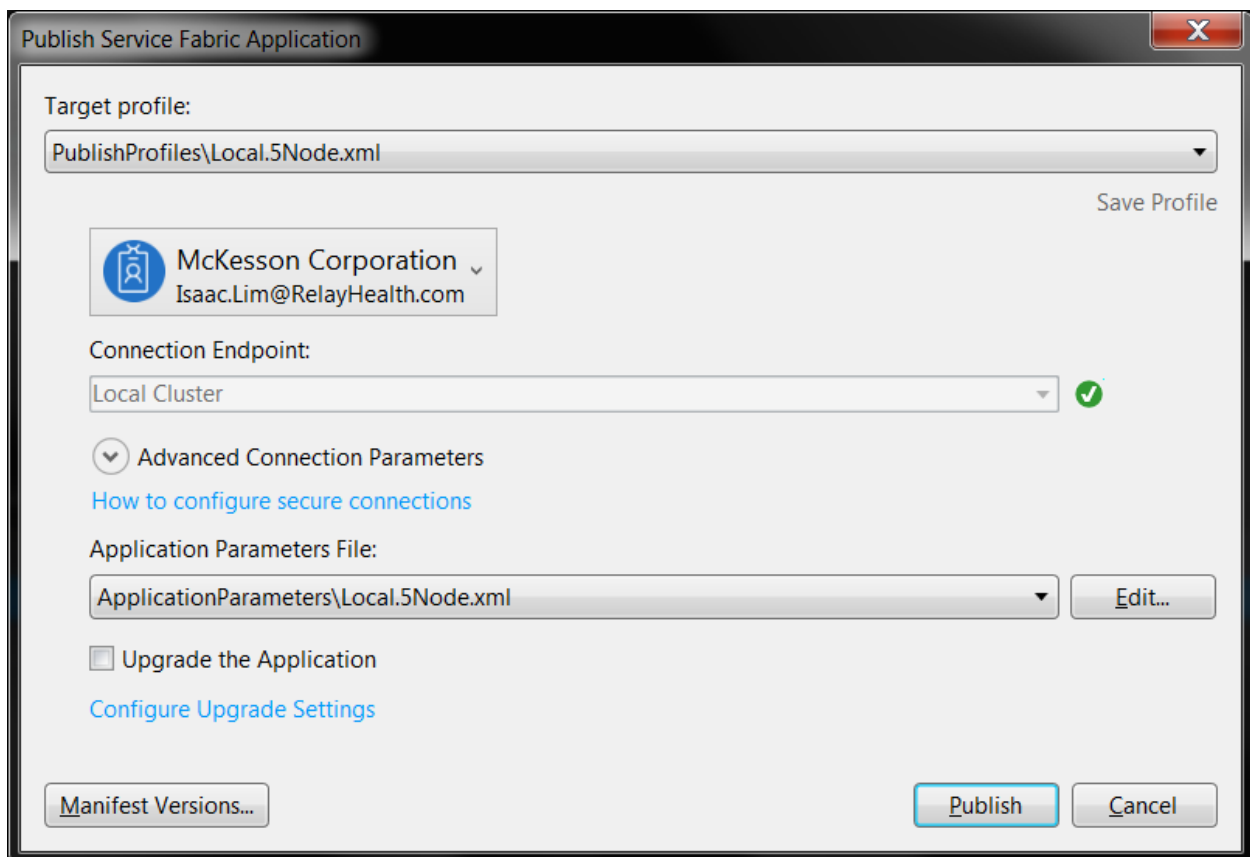 Publish Service Fabric Application
X
Target profile:
PublishProfiles\Local.5Node.xml
Save Profile
McKesson Corporation
Isaac.Lim@RelayHealth.com
Connection Endpoint:
Local Cluster
Advanced Connection Parameters
How to configure secure connections
Application Parameters File:
ApplicationParameters\Local.5Node.xml
Edit...
Upgrade the Application
Configure Upgrade Settings
Manifest Versions... Publish Cancel